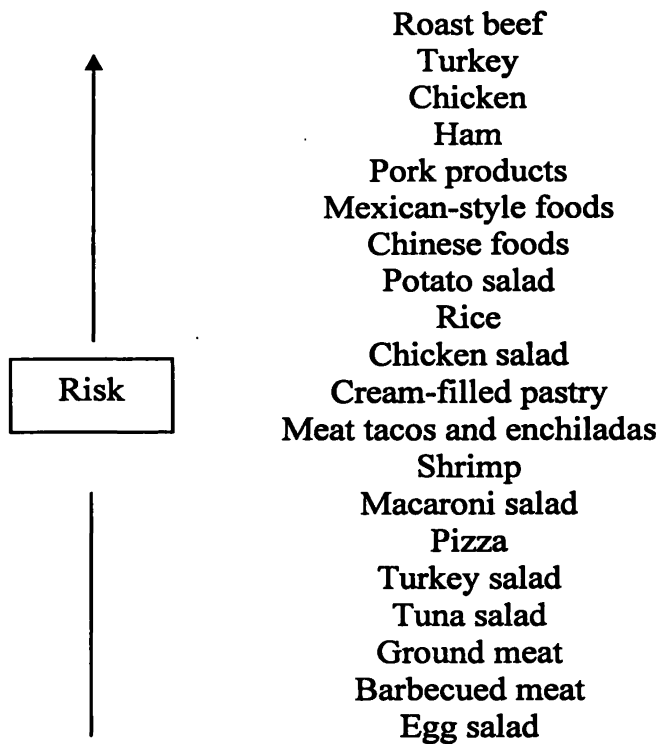 Roast beef
Turkey
Chicken
Ham
Pork products
Mexican-style foods
Chinese foods
Potato salad
Rice
Chicken salad
Risk
Cream-filled pastry
Meat tacos and enchiladas
Shrimp
Macaroni salad
Pizza
Turkey salad
Tuna salad
Ground meat
Barbecued meat
Egg salad